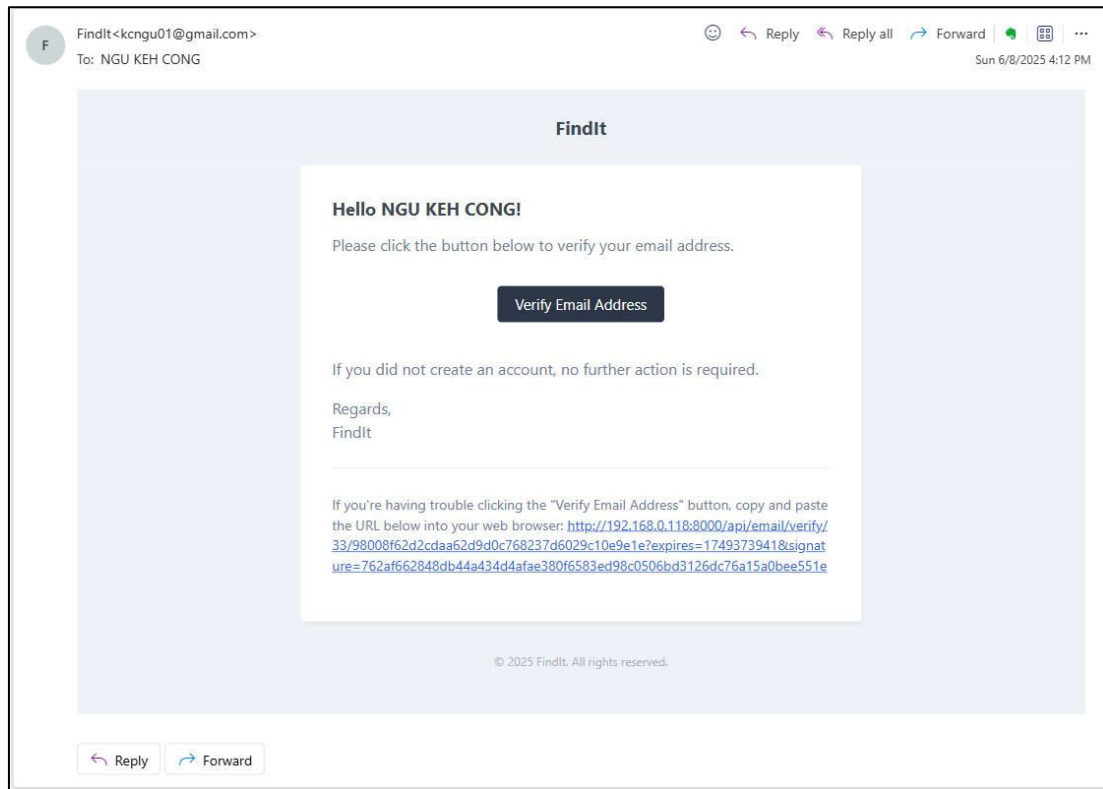 F
FindIt<kcngu01@gmail.com>
Reply
Reply all
Forward
To: NGU KEH CONG
Sun 6/8/2025 4:12 PM
FindIt
Hello NGU KEH CONG!
Please click the button below to verify your email address.
Verify Email Address
If you did not create an account, no further action is required.
Regards,
FindIt
If you're having trouble clicking the "Verify Email Address" button, copy and paste
the URL below into your web browser: http://192.168.0.118:8000/api/email/verify/
33/98008f62d2cdaa62d9d0c768237d6029c10e9e1e?expires=1749373941&signat
ure=762af662848db44a434d4afae380f6583ed98c0506bd3126dc76a15a0bee551e
© 2025 FindIt. All rights reserved.
Reply
Forward